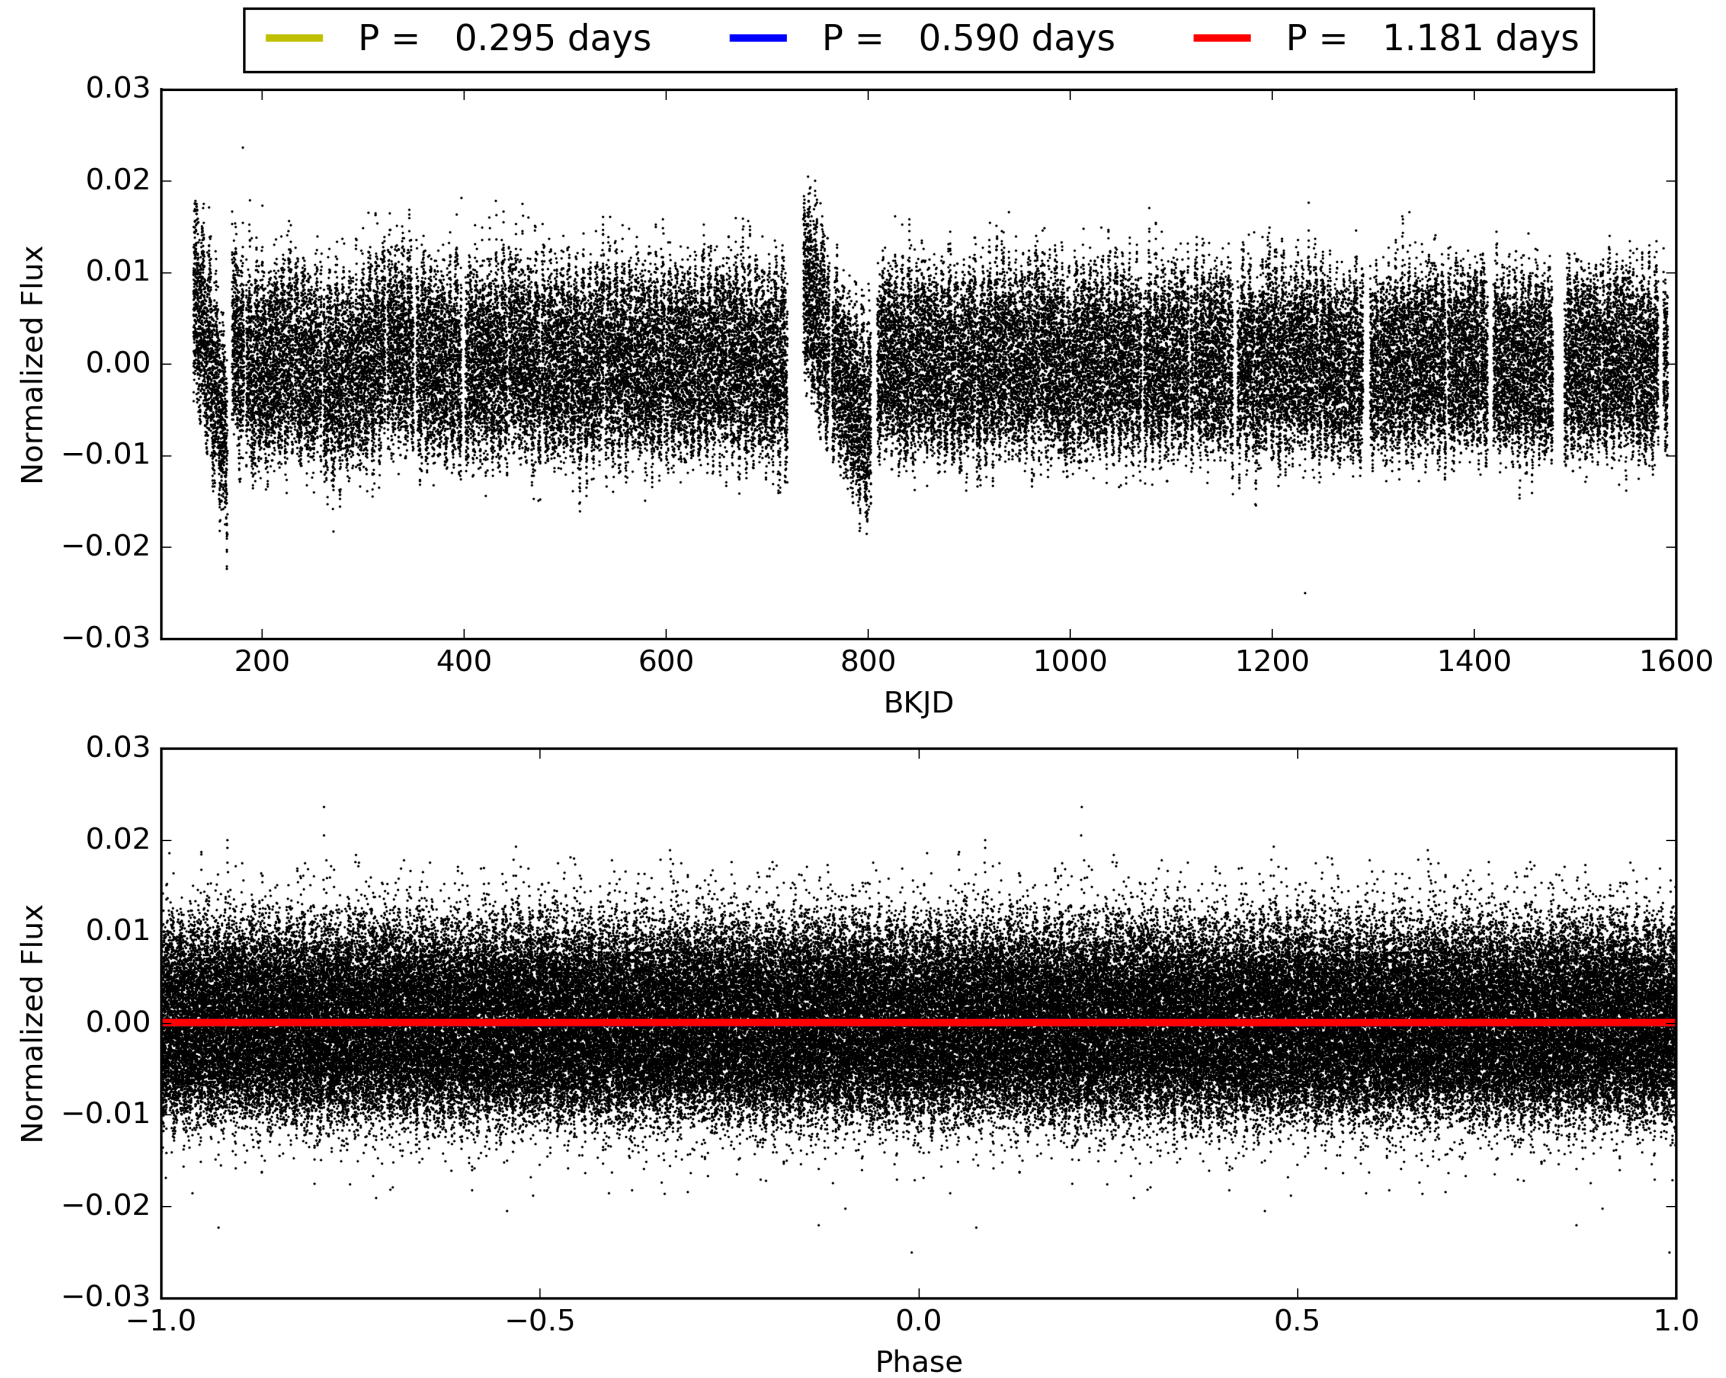 P = 0.295 days P = 0.590 days P = 1.181 days
0.03
0.02
0.01
0.00
−0.01
−0.02
−0.03
Normalized Flux
200 400 600 800 1000 1200 1400 1600
BKJD
0.03
0.02
0.01
0.00
−0.01
−0.02
−0.03
Normalized Flux
−1.0 −0.5 0.0 0.5 1.0
Phase